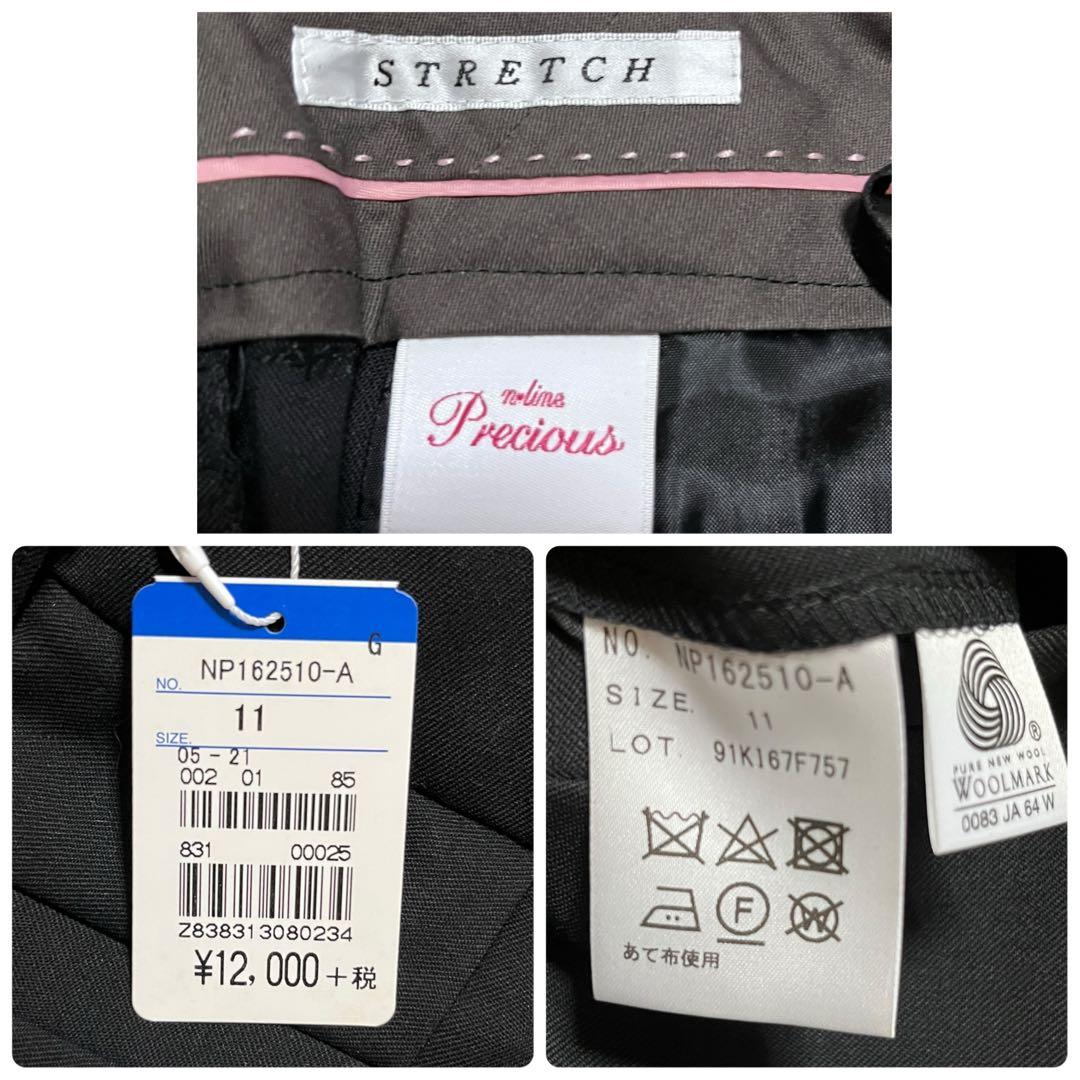 STRETCH
n•line
Precious
G
NO. NP162510-A
SIZE. 11
05-21
002 01 85
831 00025
Z838313080234
¥12,000+税
NO. NP162510-A
SIZE. 11
LOT. 91K167F757
F
W
あて布使用
®
PURE NEW WOOL
WOOLMARK
0083 JA 64 W